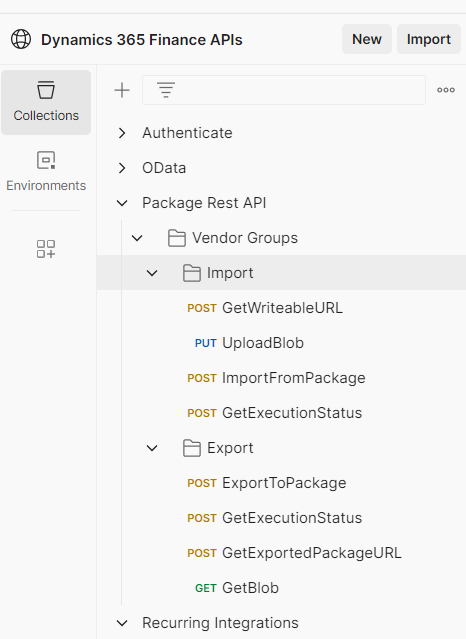 Dynamics 365 Finance APIs New Import
Collections
Environments
Authenticate
OData
Package Rest API
Vendor Groups
Import
POST GetWriteableURL
PUT UploadBlob
POST ImportFromPackage
POST GetExecutionStatus
Export
POST ExportToPackage
POST GetExecutionStatus
POST GetExportedPackageURL
GET GetBlob
Recurring Integrations